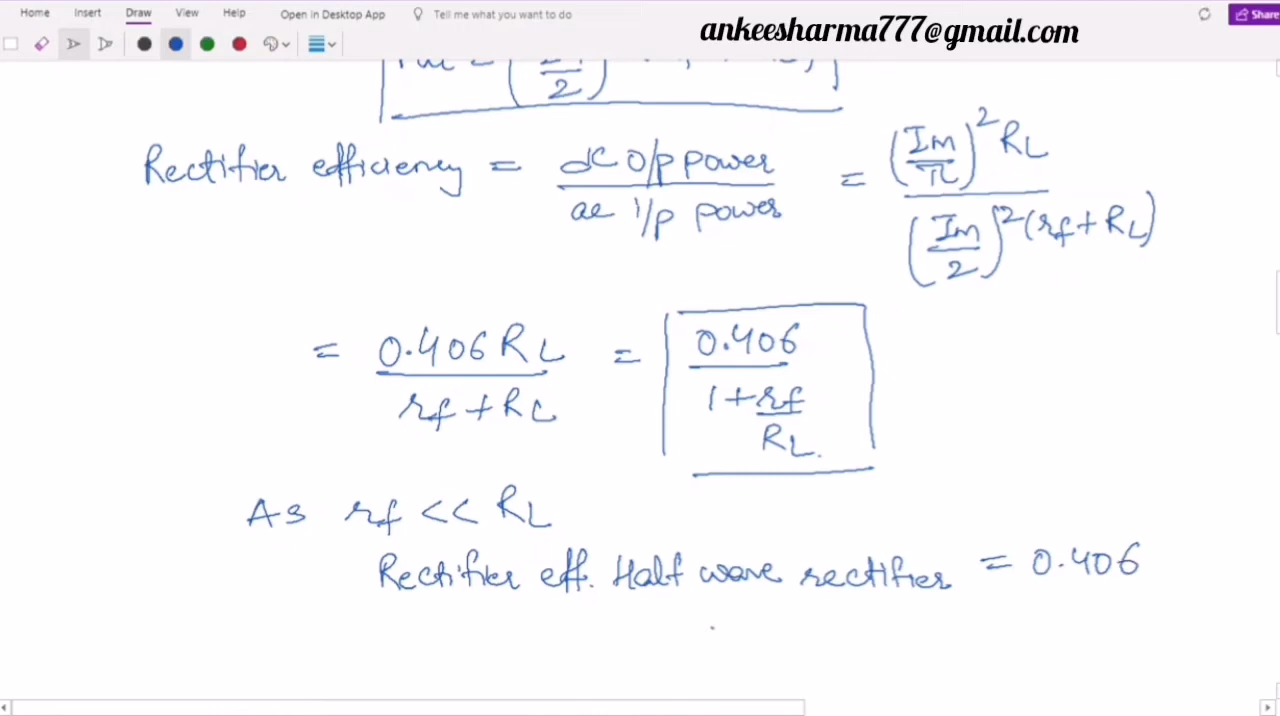 Home Insert Draw View Help Open in Desktop App Tell me what you want to do Share
ankeesharma777@gmail.com
2
Rectifier efficiency = dc O/p power / ac i/p power = (Im/π)² RL / (Im/2)² (rf + RL)
= 0.406 RL / rf + RL = 0.406 / 1 + rf/RL.
As rf << RL
Rectifier eff. Half wave rectifier = 0.406